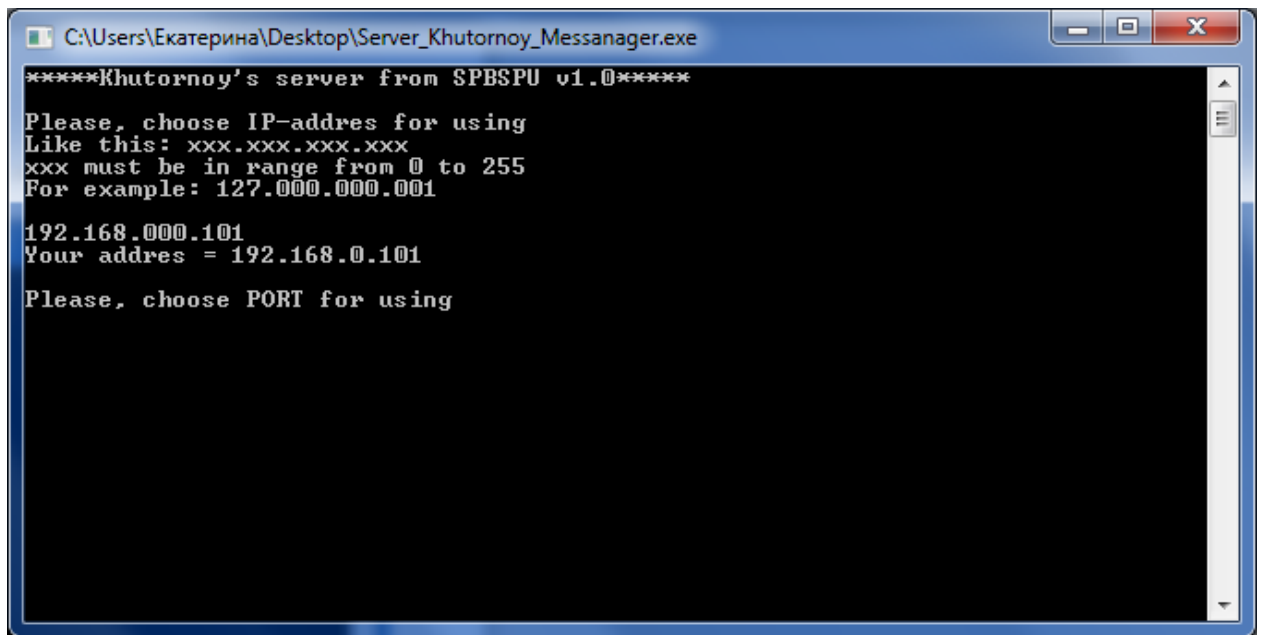 C:\Users\Екатерина\Desktop\Server_Khutornoy_Messanager.exe
*****Khutornoy's server from SPBSPU v1.0*****
Please, choose IP-addres for using
Like this: xxx.xxx.xxx.xxx
xxx must be in range from 0 to 255
For example: 127.000.000.001
192.168.000.101
Your addres = 192.168.0.101
Please, choose PORT for using